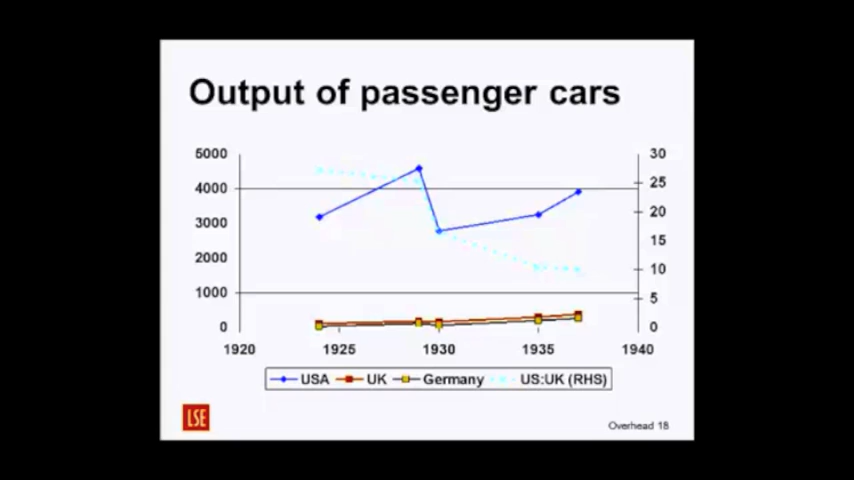 Output of passenger cars
5000 30
4000 25
3000 20
2000 15
1000 10
0 5
0
1920 1925 1930 1935 1940
USA UK Germany US:UK (RHS)
LSE
Overhead 18